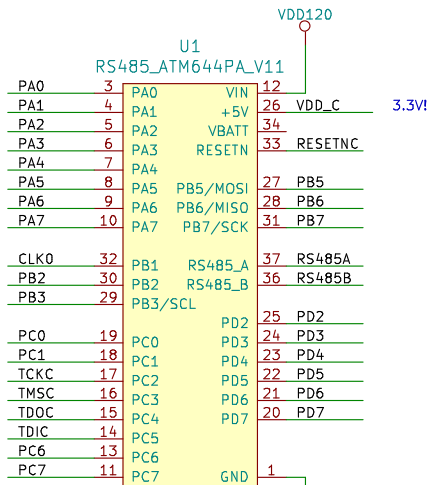 VDD120
U1
RS485_ATM644PA_V11
PA0 3 PA0 VIN 12
PA1 4 PA1 +5V 26 VDD_C 3.3V!
PA2 5 PA2 VBATT 34
PA3 6 PA3 RESETN 33 RESETNC
PA4 7 PA4
PA5 8 PA5 PB5/MOSI 27 PB5
PA6 9 PA6 PB6/MISO 28 PB6
PA7 10 PA7 PB7/SCK 31 PB7
CLK0 32 PB1 RS485_A 37 RS485A
PB2 30 PB2 RS485_B 36 RS485B
PB3 29 PB3/SCL
PD2 25 PD2
PC0 19 PC0 PD3 24 PD3
PC1 18 PC1 PD4 23 PD4
TCKC 17 PC2 PD5 22 PD5
TMSC 16 PC3 PD6 21 PD6
TDOC 15 PC4 PD7 20 PD7
TDIC 14 PC5
PC6 13 PC6
PC7 11 PC7 GND 1